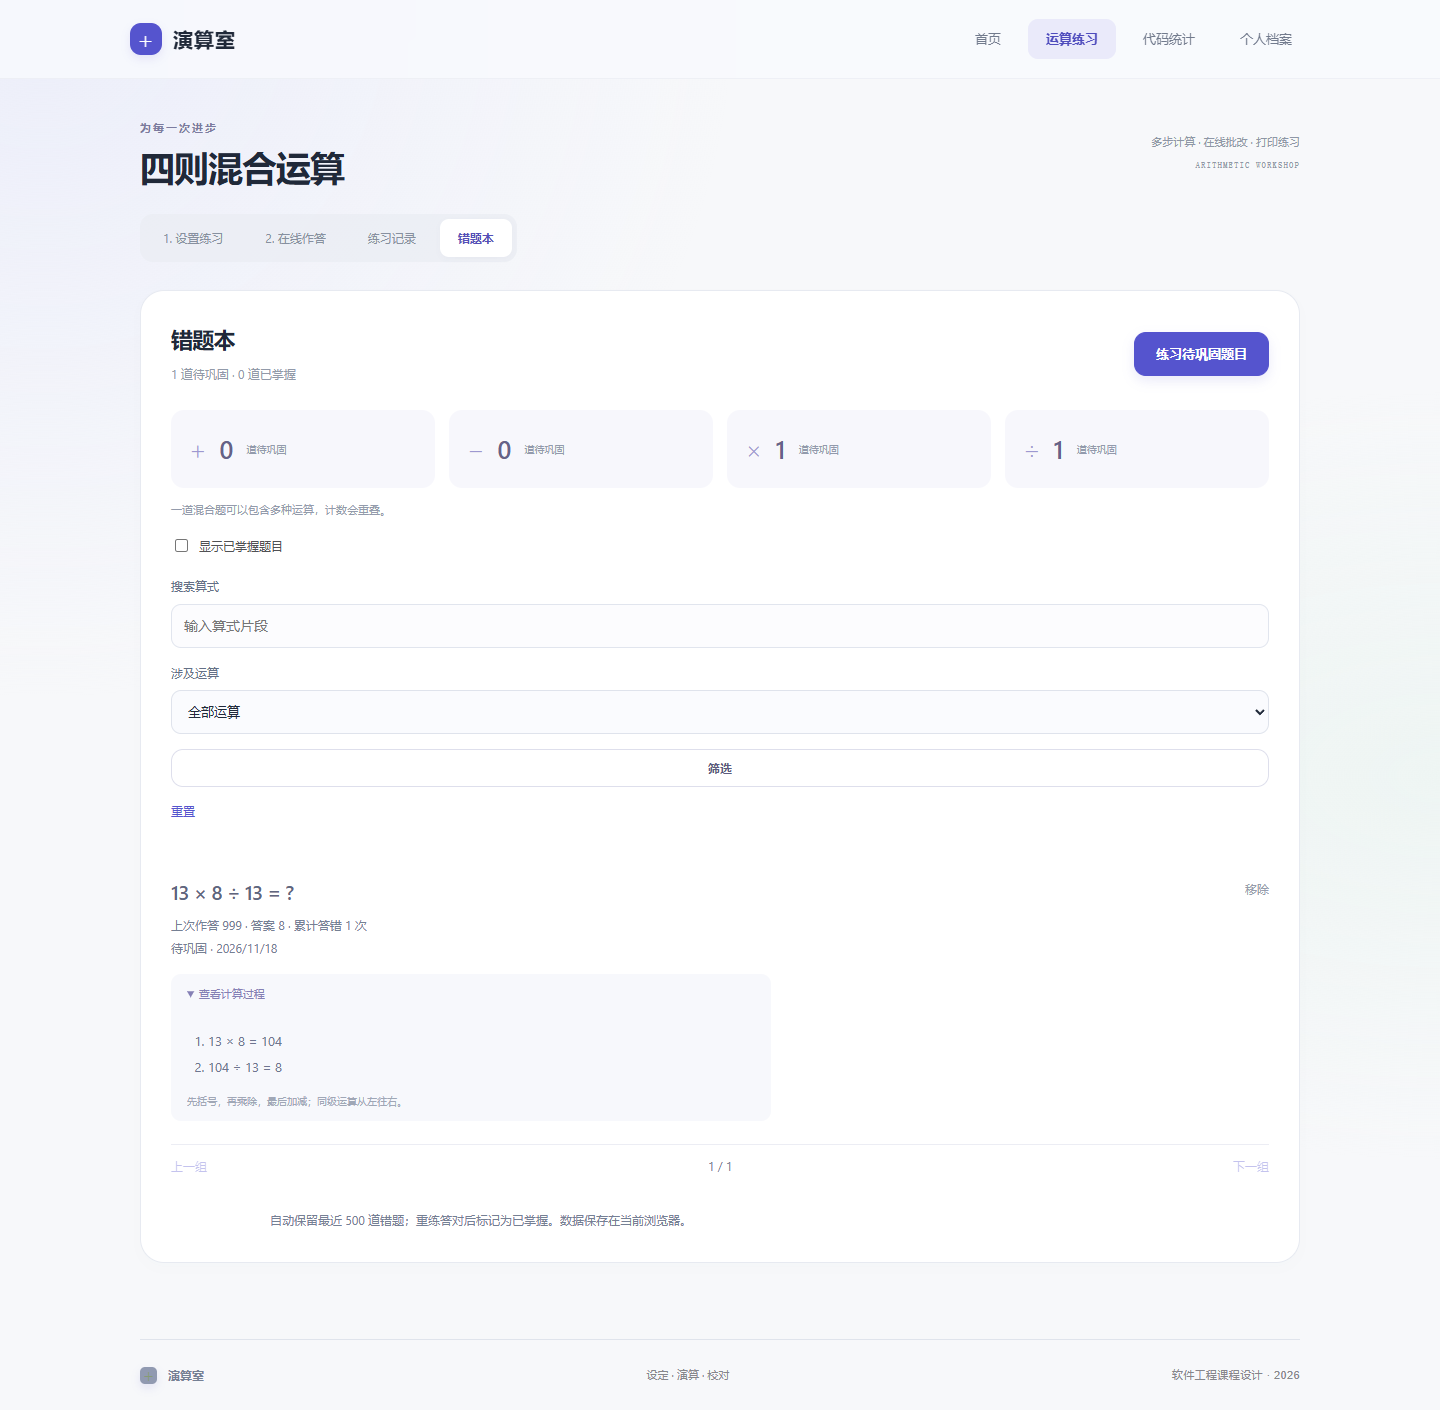 + 演算室
首页 运算练习 代码统计 个人档案
为每一次进步
四则混合运算
多步计算 · 在线批改 · 打印练习
ARITHMETIC WORKSHOP
1. 设置练习 2. 在线作答 练习记录 错题本
错题本
1 道待巩固 · 0 道已掌握
练习待巩固题目
+ 0 道待巩固
− 0 道待巩固
× 1 道待巩固
÷ 1 道待巩固
一道混合题可以包含多种运算，计数会重叠。
显示已掌握题目
搜索算式
输入算式片段
涉及运算
全部运算
筛选
重置
13 × 8 ÷ 13 = ?
移除
上次作答 999 · 答案 8 · 累计答错 1 次
待巩固 · 2026/11/18
▼ 查看计算过程
1. 13 × 8 = 104
2. 104 ÷ 13 = 8
先括号，再乘除，最后加减；同级运算从左往右。
上一组 1 / 1 下一组
自动保留最近 500 道错题；重练答对后标记为已掌握。数据保存在当前浏览器。
演算室
设定 · 演算 · 校对
软件工程课程设计 · 2026